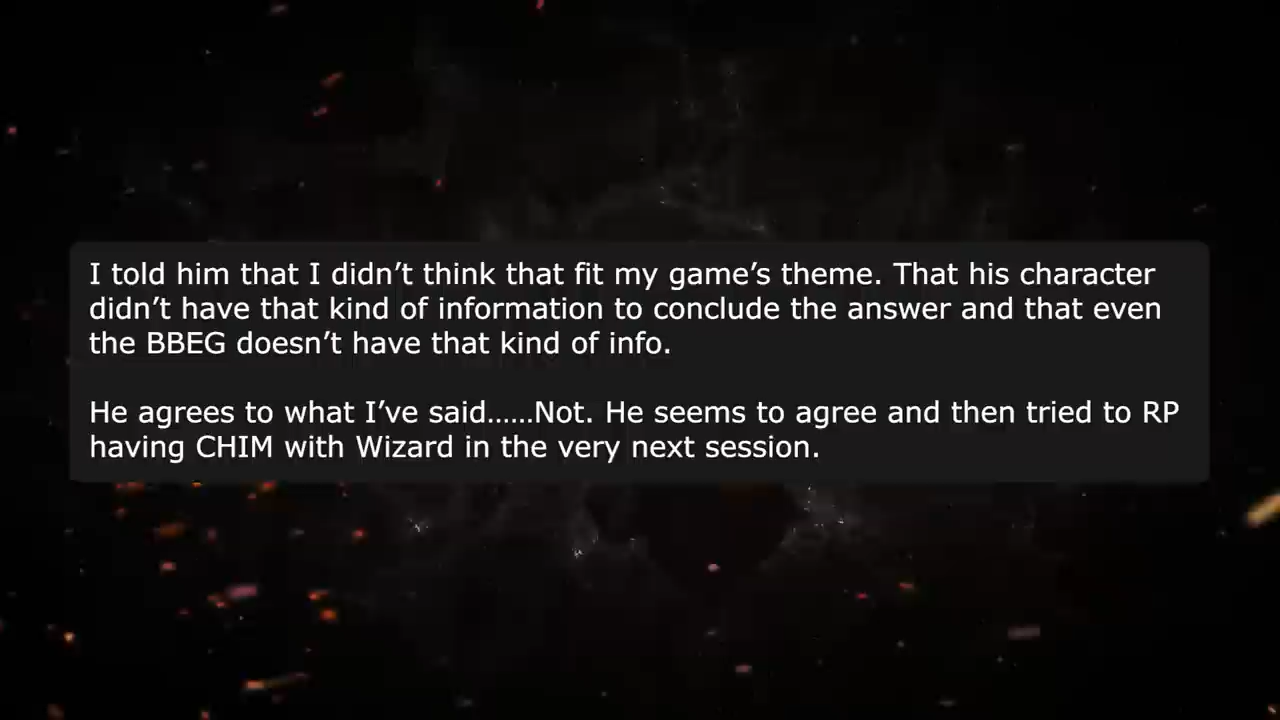 I told him that I didn’t think that fit my game’s theme. That his character
didn’t have that kind of information to conclude the answer and that even
the BBEG doesn’t have that kind of info.
He agrees to what I’ve said......Not. He seems to agree and then tried to RP
having CHIM with Wizard in the very next session.